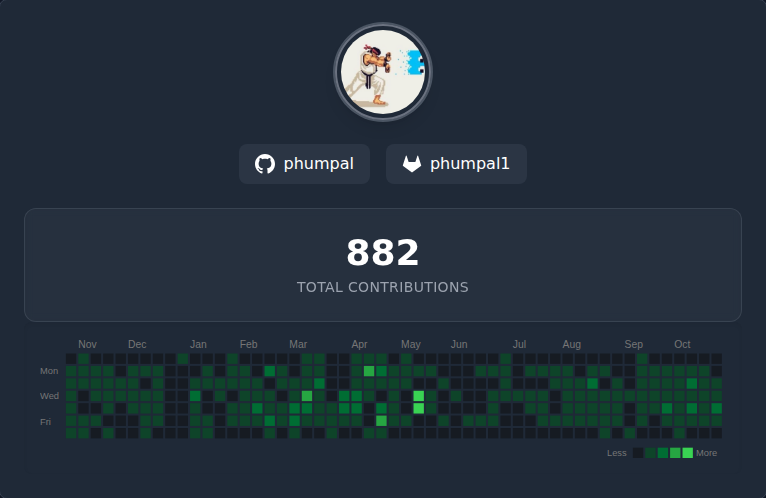 phumpal phumpal1
882
TOTAL CONTRIBUTIONS
Nov Dec Jan Feb Mar Apr May Jun Jul Aug Sep Oct
Mon
Wed
Fri
Less More